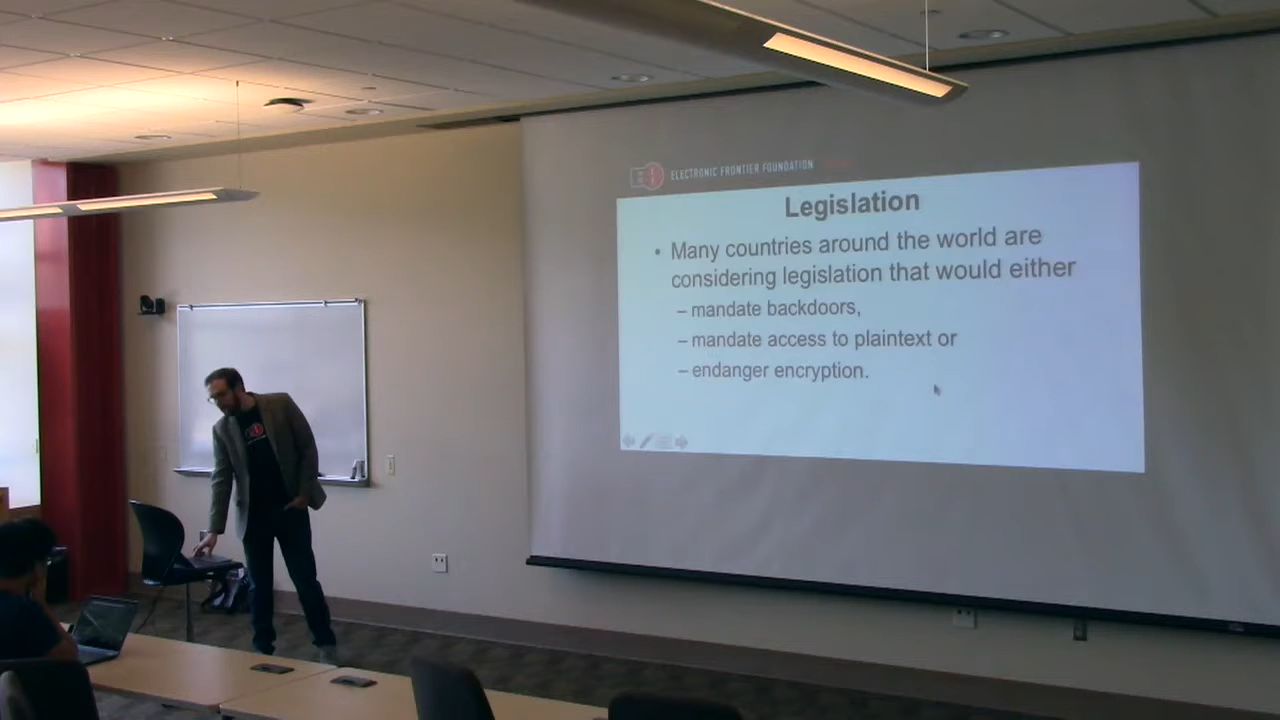 ELECTRONIC FRONTIER FOUNDATION
Legislation
• Many countries around the world are
considering legislation that would either
– mandate backdoors,
– mandate access to plaintext or
– endanger encryption.